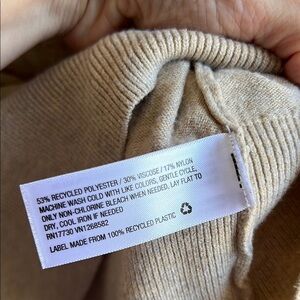 53% RECYCLED POLYESTER / 30% VISCOSE / 17% NYLON
MACHINE WASH COLD WITH LIKE COLORS, GENTLE CYCLE,
ONLY NON-CHLORINE BLEACH WHEN NEEDED, LAY FLAT TO
DRY, COOL IRON IF NEEDED
RN17730 VN1268582
LABEL MADE FROM 100% RECYCLED PLASTIC